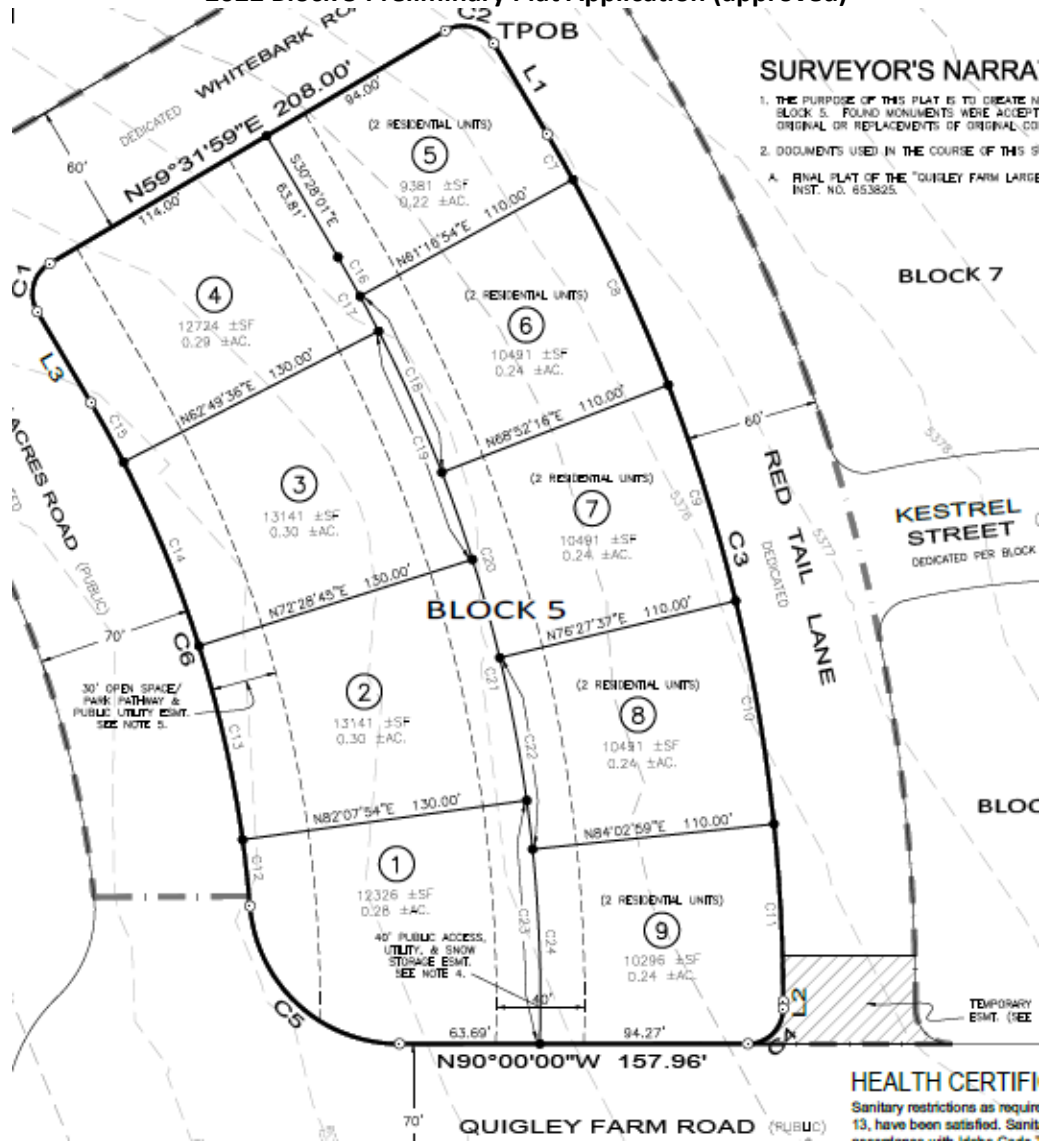 2022 Block 5 Preliminary Plat Application (approved)
C2
TPOB
WHITEBARK RO
DEDICATED
L1
N59°31'59"E 208.00'
94.00'
114.00'
60'
SURVEYOR'S NARRA
1. THE PURPOSE OF THIS PLAT IS TO CREATE N
BLOCK 5. FOUND MONUMENTS WERE ACCEPT
ORIGINAL OR REPLACEMENTS OF ORIGINAL CO
2. DOCUMENTS USED IN THE COURSE OF THIS S
A. FINAL PLAT OF THE "QUIGLEY FARM LARGE
INST. NO. 653825.
(2 RESIDENTIAL UNITS)
5
9381 ±SF
0.22 ±AC.
S30°28'01"E
63.81'
C7
N61°16'54"E 110.00'
C1
C16
C17
BLOCK 7
4
12724 ±SF
0.29 ±AC.
C8
(2 RESIDENTIAL UNITS)
6
10491 ±SF
0.24 ±AC.
L3
N62°49'36"E 130.00'
C18
C15
N68°52'16"E 110.00'
60'
ACRES ROAD
(PUBLIC)
C19
5376
RED TAIL LANE
DEDICATED
3
13141 ±SF
0.30 ±AC.
(2 RESIDENTIAL UNITS)
7
10491 ±SF
0.24 ±AC.
C9
5376
5377
KESTREL
STREET
DEDICATED PER BLOCK
C14
C3
N72°28'45"E 130.00'
C20
BLOCK 5
N76°27'37"E 110.00'
70'
C6
C21
30' OPEN SPACE/
PARK PATHWAY &
PUBLIC UTILITY ESMT.
SEE NOTE 5.
2
13141 ±SF
0.30 ±AC.
(2 RESIDENTIAL UNITS)
8
10491 ±SF
0.24 ±AC.
C10
C13
C22
N82°07'54"E 130.00'
N84°02'59"E 110.00'
BLOC
1
12326 ±SF
0.28 ±AC.
C12
(2 RESIDENTIAL UNITS)
9
10296 ±SF
0.24 ±AC.
C11
C23
C24
40' PUBLIC ACCESS,
UTILITY, & SNOW
STORAGE ESMT.
SEE NOTE 4.
40'
L2
TEMPORARY
ESMT. (SEE
C5
C4
63.69'
94.27'
N90°00'00"W 157.96'
70'
QUIGLEY FARM ROAD (PUBLIC)
HEALTH CERTIFI
Sanitary restrictions as require
13, have been satisfied. Sanit